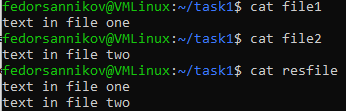 fedorsannikov@VMLinux:~/task1$ cat file1
text in file one
fedorsannikov@VMLinux:~/task1$ cat file2
text in file two
fedorsannikov@VMLinux:~/task1$ cat resfile
text in file one
text in file two